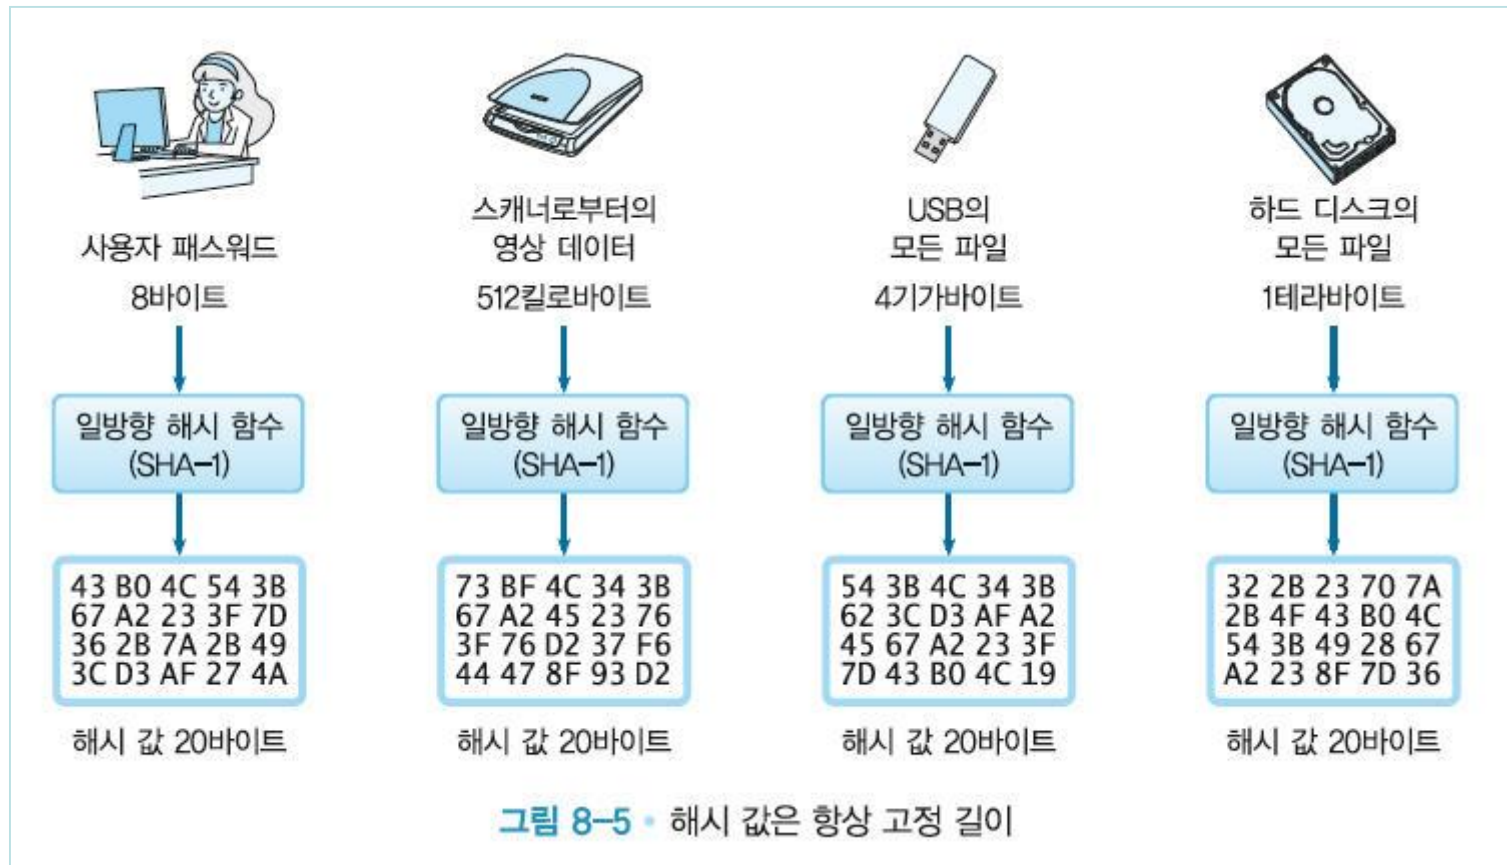 사용자 패스워드
8바이트
일방향 해시 함수
(SHA-1)
43 B0 4C 54 3B
67 A2 23 3F 7D
36 2B 7A 2B 49
3C D3 AF 27 4A
해시 값 20바이트
스캐너로부터의
영상 데이터
512킬로바이트
일방향 해시 함수
(SHA-1)
73 BF 4C 34 3B
67 A2 45 23 76
3F 76 D2 37 F6
44 47 8F 93 D2
해시 값 20바이트
USB의
모든 파일
4기가바이트
일방향 해시 함수
(SHA-1)
54 3B 4C 34 3B
62 3C D3 AF A2
45 67 A2 23 3F
7D 43 B0 4C 19
해시 값 20바이트
하드 디스크의
모든 파일
1테라바이트
일방향 해시 함수
(SHA-1)
32 2B 23 70 7A
2B 4F 43 B0 4C
54 3B 49 28 67
A2 23 8F 7D 36
해시 값 20바이트
그림 8-5 • 해시 값은 항상 고정 길이